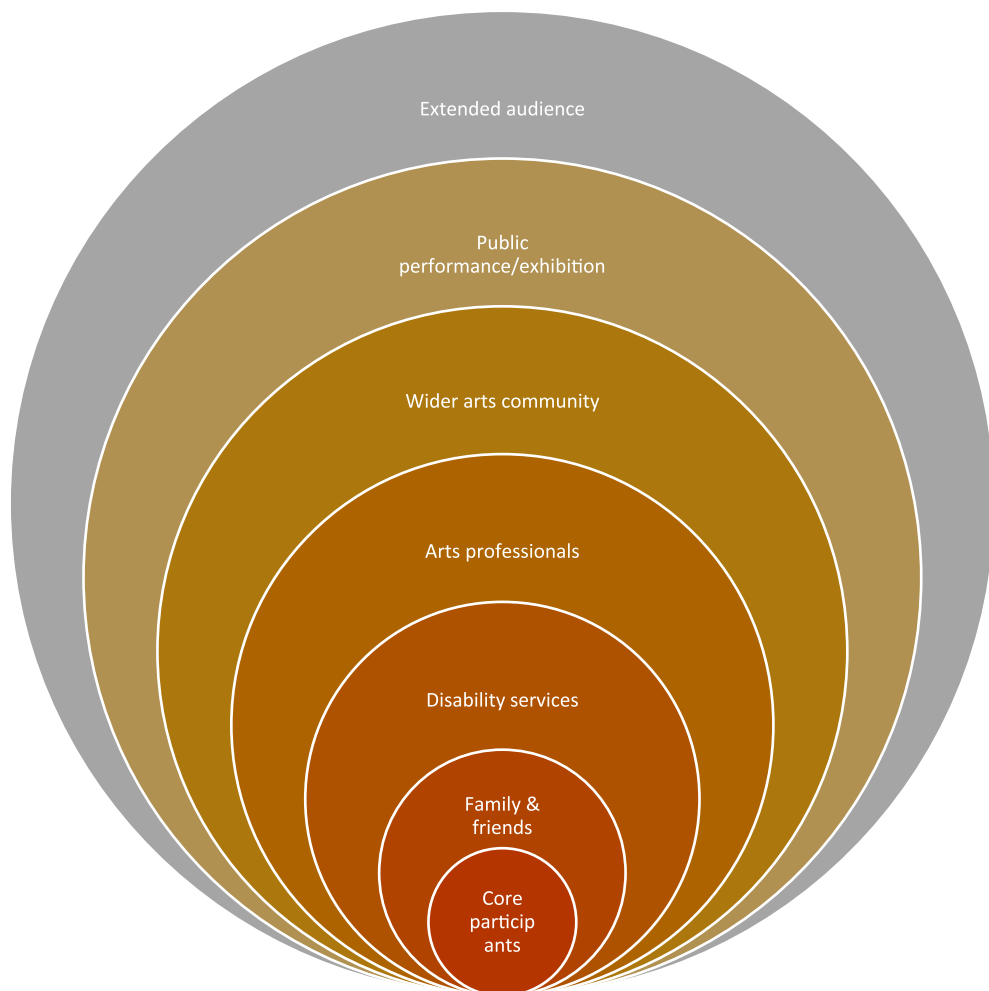 Extended audience
Public
performance/exhibition
Wider arts community
Arts professionals
Disability services
Family &
friends
Core
particip
ants